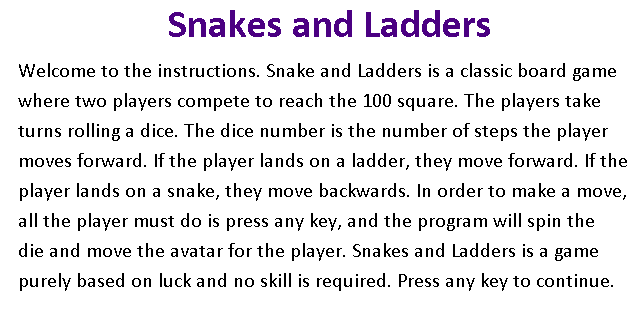 Snakes and Ladders
Welcome to the instructions. Snake and Ladders is a classic board game
where two players compete to reach the 100 square. The players take
turns rolling a dice. The dice number is the number of steps the player
moves forward. If the player lands on a ladder, they move forward. If the
player lands on a snake, they move backwards. In order to make a move,
all the player must do is press any key, and the program will spin the
die and move the avatar for the player. Snakes and Ladders is a game
purely based on luck and no skill is required. Press any key to continue.